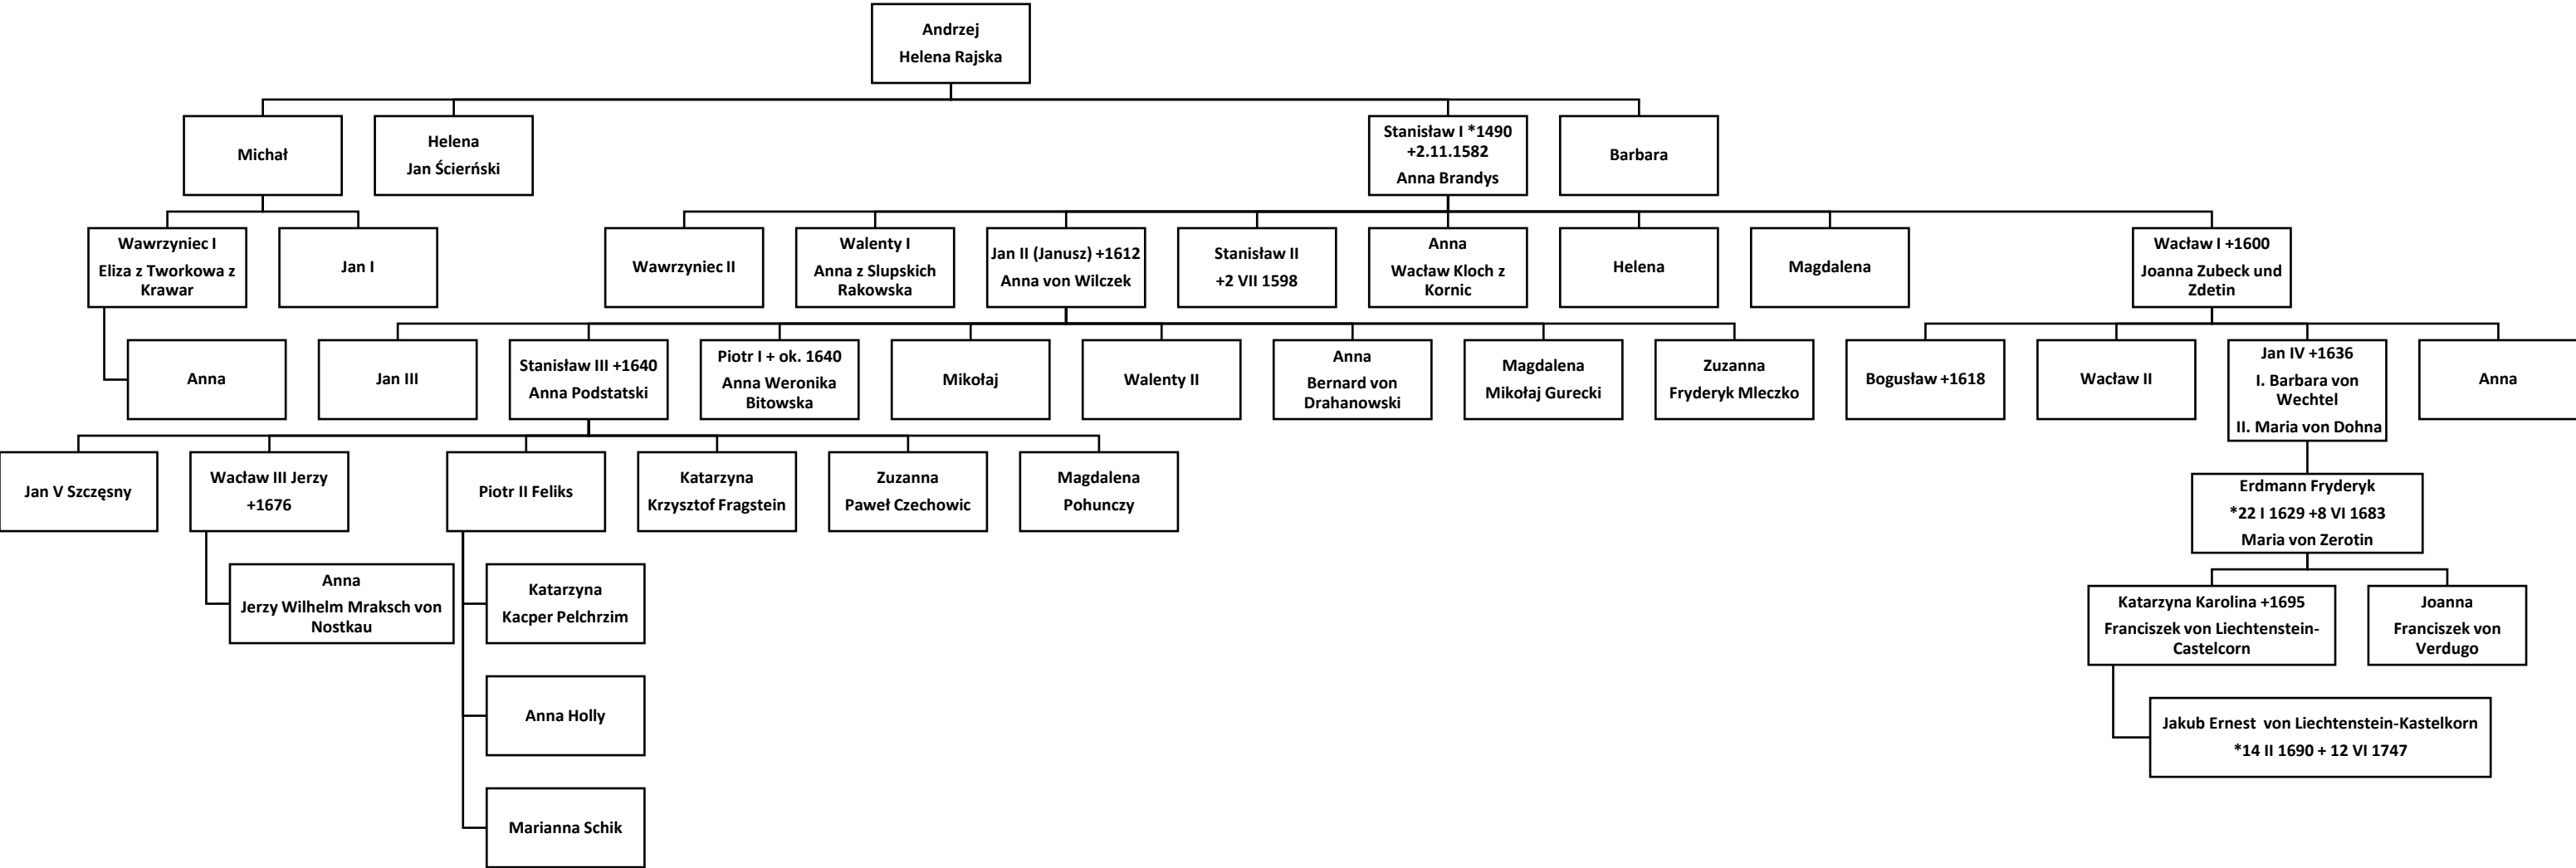 Andrzej
Helena Rajska
Michał
Helena
Jan Ścierński
Stanisław I *1490
+2.11.1582
Anna Brandys
Barbara
Wawrzyniec I
Eliza z Tworkowa z
Krawar
Jan I
Wawrzyniec II
Walenty I
Anna z Slupskich
Rakowska
Jan II (Janusz) +1612
Anna von Wilczek
Stanisław II
+2 VII 1598
Anna
Wacław Kloch z
Kornic
Helena
Magdalena
Wacław I +1600
Joanna Zubeck und
Zdetin
Anna
Jan III
Stanisław III +1640
Anna Podstatski
Piotr I + ok. 1640
Anna Weronika
Bitowska
Mikołaj
Walenty II
Anna
Bernard von
Drahanowski
Magdalena
Mikołaj Gurecki
Zuzanna
Fryderyk Mleczko
Bogusław +1618
Wacław II
Jan IV +1636
I. Barbara von
Wechtel
II. Maria von Dohna
Anna
Jan V Szczęsny
Wacław III Jerzy
+1676
Piotr II Feliks
Katarzyna
Krzysztof Fragstein
Zuzanna
Paweł Czechowic
Magdalena
Pohunczy
Erdmann Fryderyk
*22 I 1629 +8 VI 1683
Maria von Zerotin
Anna
Jerzy Wilhelm Mraksch von
Nostkau
Katarzyna
Kacper Pelchrzim
Katarzyna Karolina +1695
Franciszek von Liechtenstein-
Castelcorn
Joanna
Franciszek von
Verdugo
Anna Holly
Jakub Ernest von Liechtenstein-Kastelkorn
*14 II 1690 + 12 VI 1747
Marianna Schik